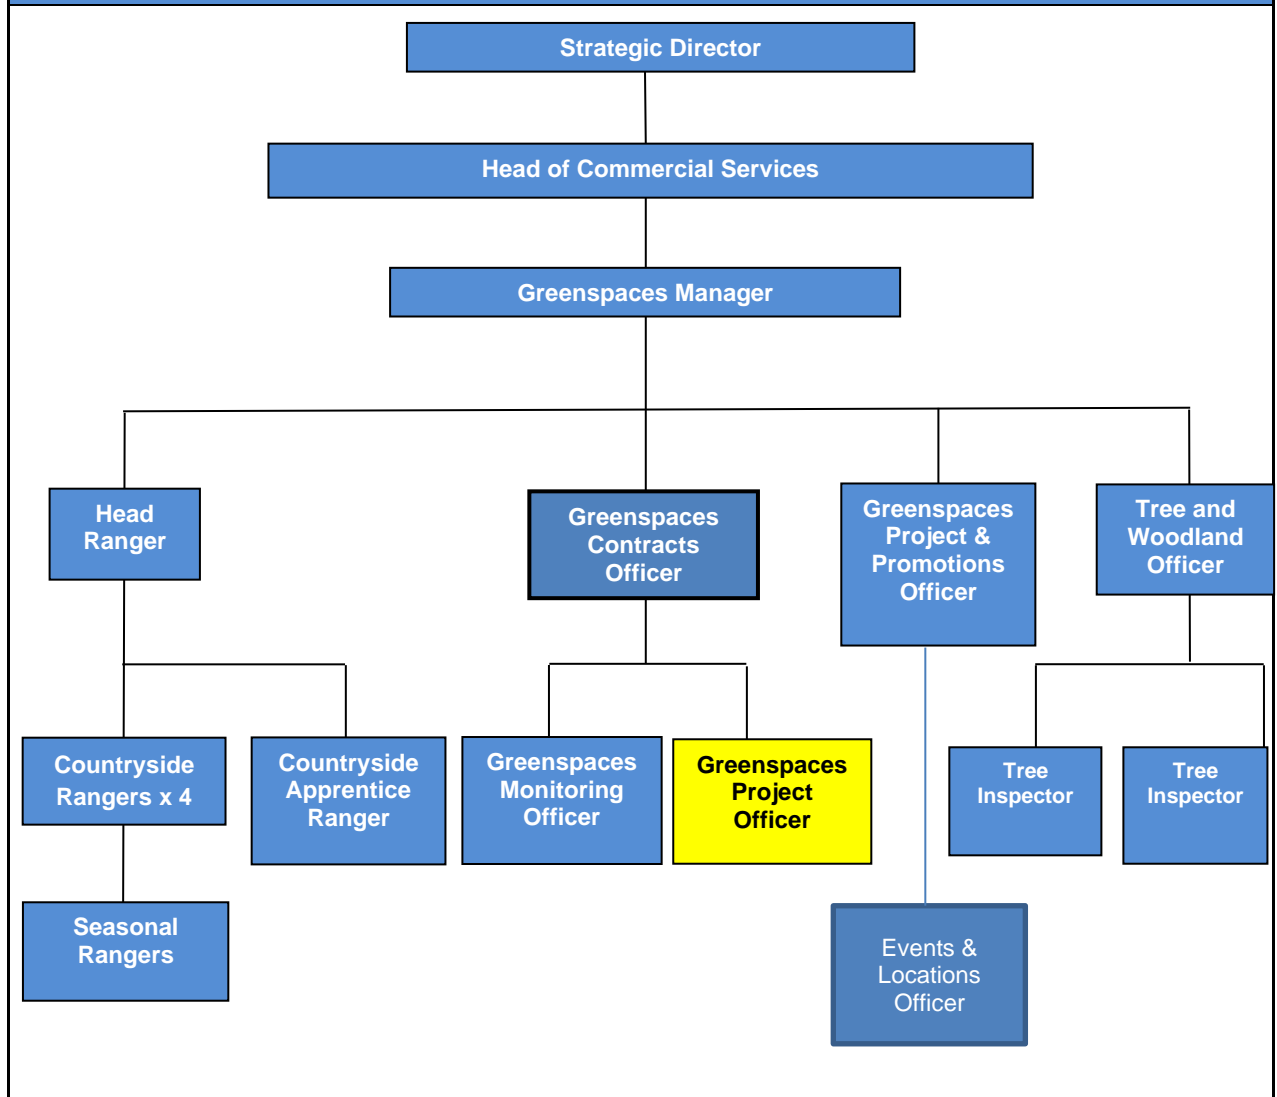 Strategic Director
Head of Commercial Services
Greenspaces Manager
Head
Ranger
Greenspaces
Contracts
Officer
Greenspaces
Project &
Promotions
Officer
Tree and
Woodland
Officer
Countryside
Rangers x 4
Countryside
Apprentice
Ranger
Greenspaces
Monitoring
Officer
Greenspaces
Project
Officer
Tree
Inspector
Tree
Inspector
Seasonal
Rangers
Events &
Locations
Officer